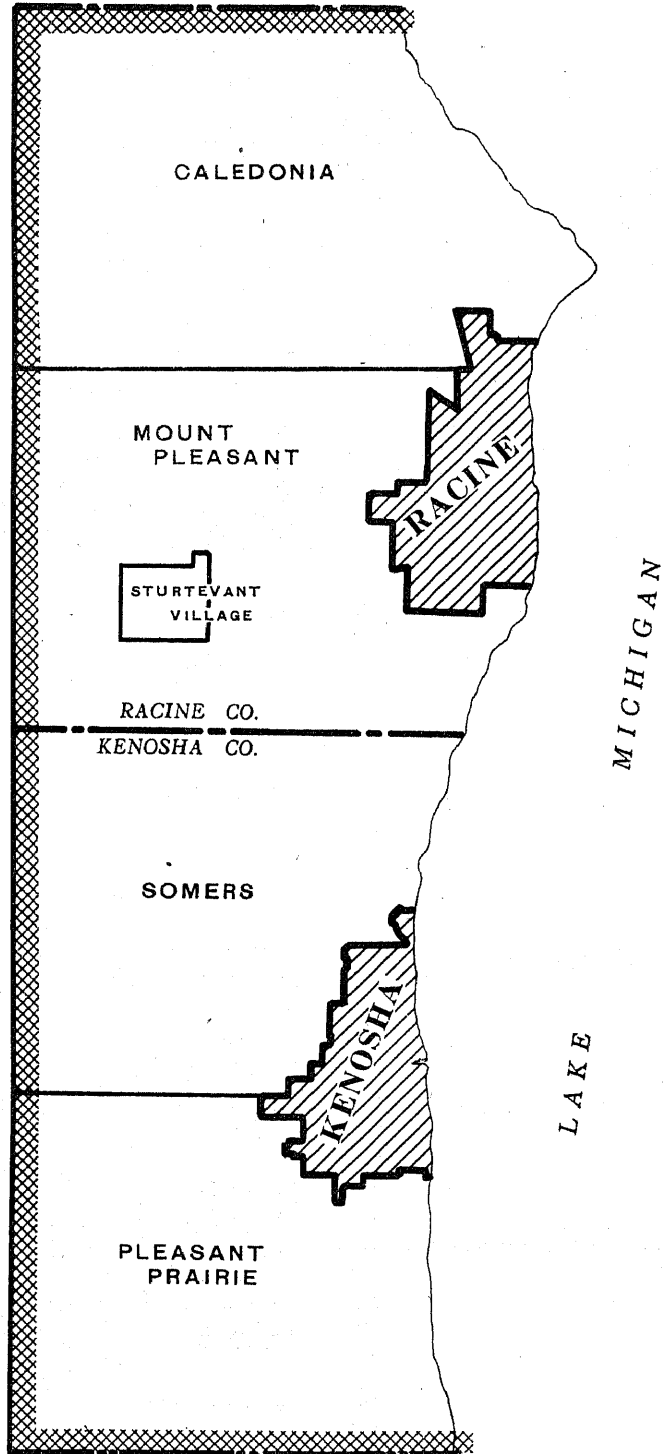 CALEDONIA
MOUNT
PLEASANT
RACINE
STURTEVANT
VILLAGE
MICHIGAN
RACINE CO.
KENOSHA CO.
SOMERS
KENOSHA
LAKE
PLEASANT
PRAIRIE